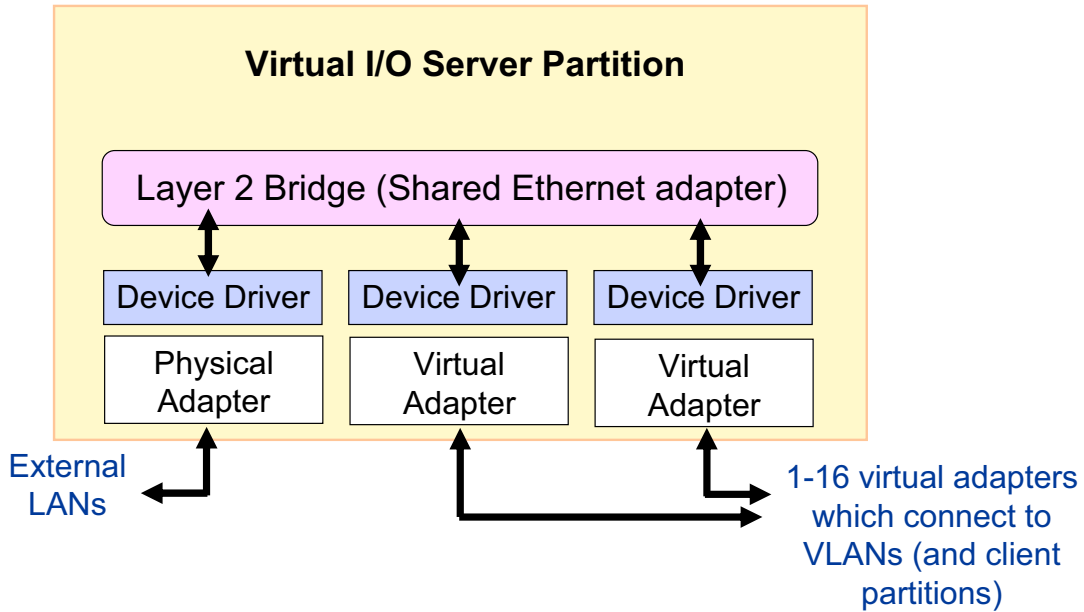 Virtual I/O Server Partition
Layer 2 Bridge (Shared Ethernet adapter)
Device Driver
Device Driver
Device Driver
Physical
Adapter
Virtual
Adapter
Virtual
Adapter
External
LANs
1-16 virtual adapters
which connect to
VLANs (and client
partitions)